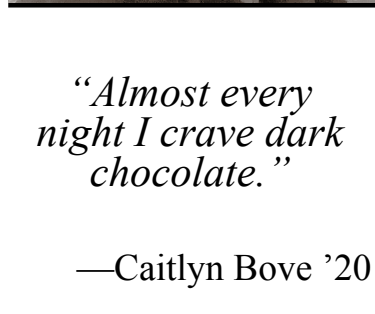 “Almost every
night I crave dark
chocolate.”
—Caitlyn Bove ’20